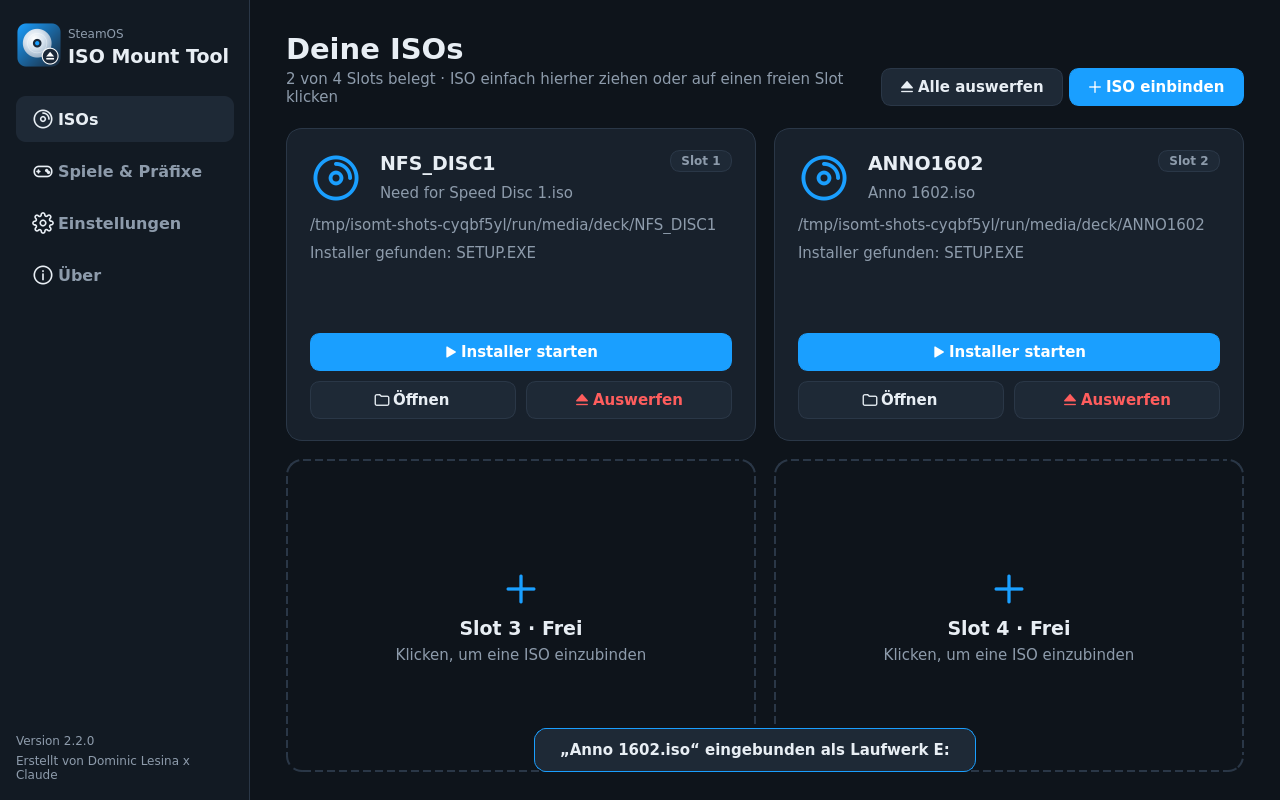 SteamOS
ISO Mount Tool
ISOs
Spiele & Präfixe
Einstellungen
Über
Version 2.2.0
Erstellt von Dominic Lesina x
Claude
Deine ISOs
2 von 4 Slots belegt · ISO einfach hierher ziehen oder auf einen freien Slot
klicken
Alle auswerfen
ISO einbinden
NFS_DISC1
Slot 1
Need for Speed Disc 1.iso
/tmp/isomt-shots-cyqbf5yl/run/media/deck/NFS_DISC1
Installer gefunden: SETUP.EXE
Installer starten
Öffnen
Auswerfen
ANNO1602
Slot 2
Anno 1602.iso
/tmp/isomt-shots-cyqbf5yl/run/media/deck/ANNO1602
Installer gefunden: SETUP.EXE
Installer starten
Öffnen
Auswerfen
Slot 3 · Frei
Klicken, um eine ISO einzubinden
Slot 4 · Frei
Klicken, um eine ISO einzubinden
„Anno 1602.iso“ eingebunden als Laufwerk E: